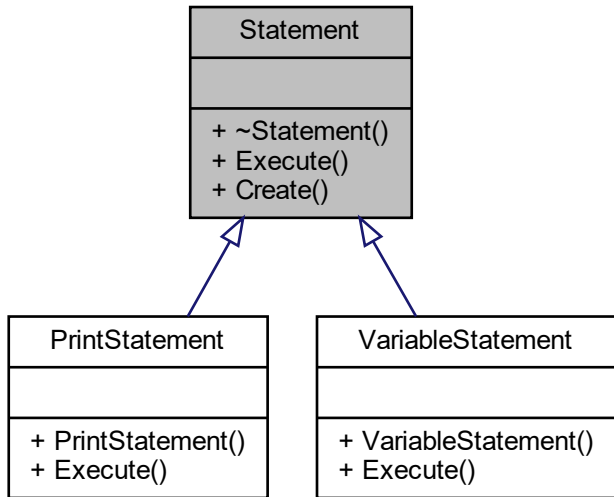 Statement
+ ~Statement()
+ Execute()
+ Create()
PrintStatement
+ PrintStatement()
+ Execute()
VariableStatement
+ VariableStatement()
+ Execute()